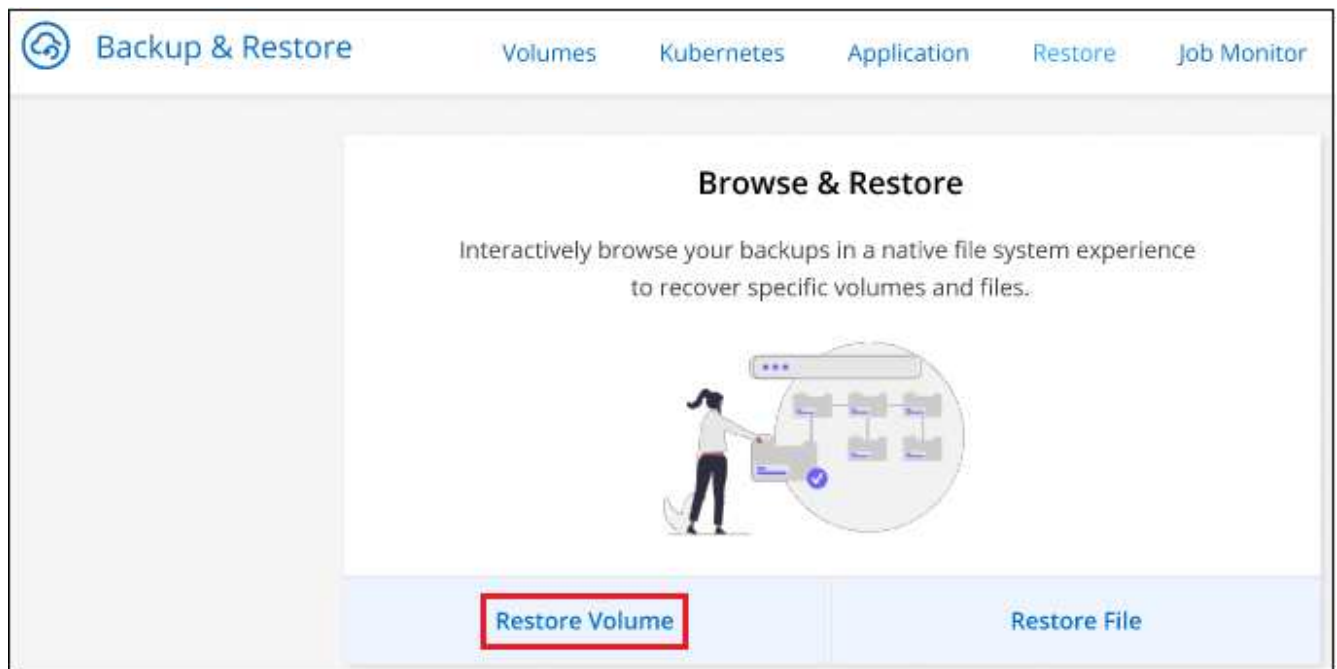 Backup & Restore Volumes Kubernetes Application Restore Job Monitor
Browse & Restore
Interactively browse your backups in a native file system experience
to recover specific volumes and files.
Restore Volume Restore File